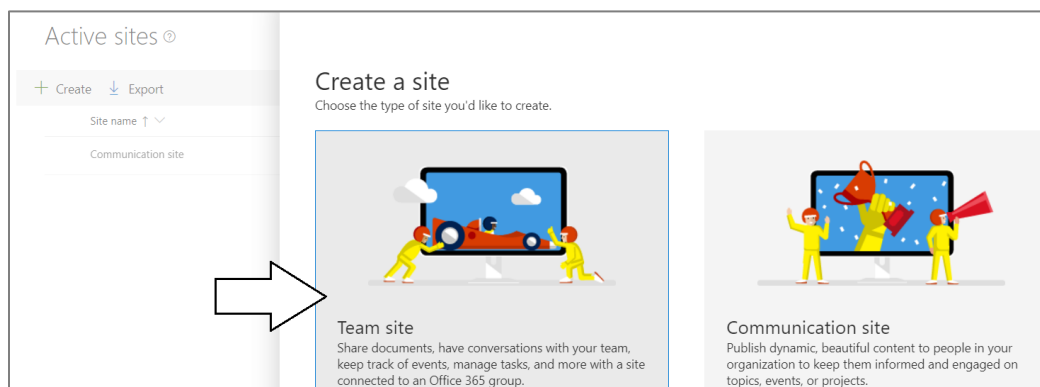 Active sites
Create Export
Site name
Communication site
Create a site
Choose the type of site you'd like to create.
Team site
Share documents, have conversations with your team,
keep track of events, manage tasks, and more with a site
connected to an Office 365 group.
Communication site
Publish dynamic, beautiful content to people in your
organization to keep them informed and engaged on
topics, events, or projects.